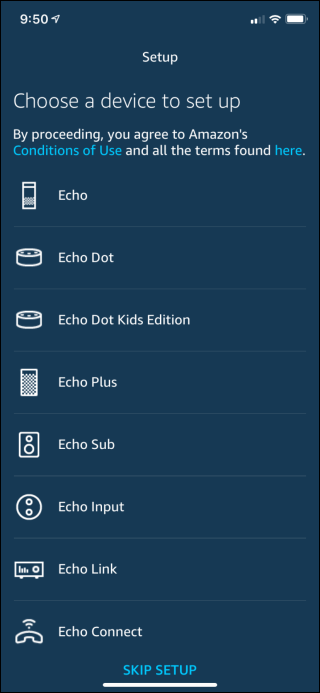 9:50
Setup
Choose a device to set up
By proceeding, you agree to Amazon's
Conditions of Use and all the terms found here.
Echo
Echo Dot
Echo Dot Kids Edition
Echo Plus
Echo Sub
Echo Input
Echo Link
Echo Connect
SKIP SETUP